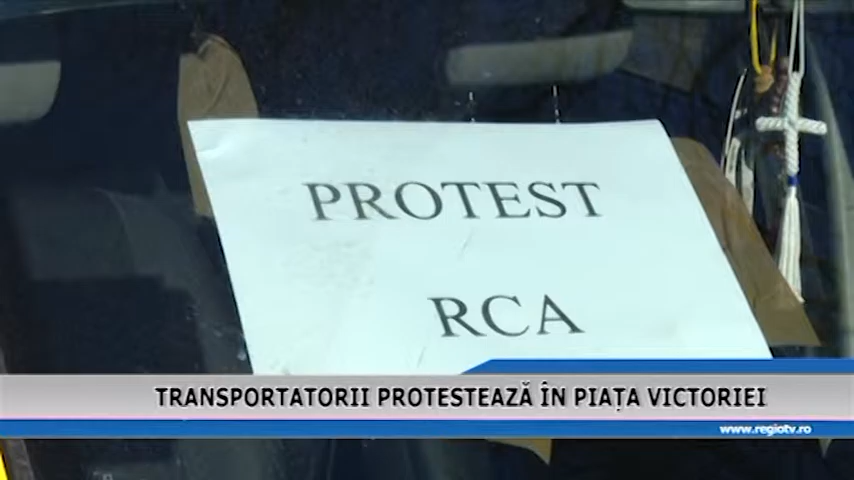 PROTEST
RCA
TRANSPORTATORII PROTESTEAZĂ ÎN PIAȚA VICTORIEI
www.regiotv.ro